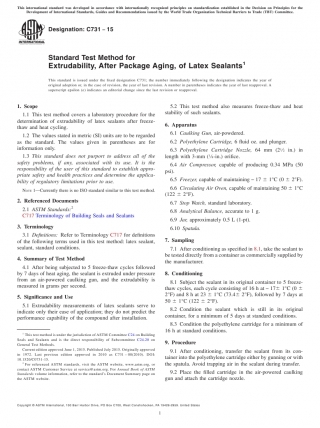 This international standard was developed in accordance with internationally recognized principles on standardization established in the Decision on Principles for the
Development of International Standards, Guides and Recommendations issued by the World Trade Organization Technical Barriers to Trade (TBT) Committee.
Designation: C731 − 15
INTERNATIONAL
Standard Test Method for
Extrudability, After Package Aging, of Latex Sealants¹
This standard is issued under the fixed designation C731; the number immediately following the designation indicates the year of
original adoption or, in the case of revision, the year of last revision. A number in parentheses indicates the year of last reapproval. A
superscript epsilon (ε) indicates an editorial change since the last revision or reapproval.
1. Scope
1.1 This test method covers a laboratory procedure for the
determination of extrudability of latex sealants after freeze-
thaw and heat cycling.
1.2 The values stated in metric (SI) units are to be regarded
as the standard. The values given in parentheses are for
information only.
1.3 This standard does not purport to address all of the
safety problems, if any, associated with its use. It is the
responsibility of the user of this standard to establish appro-
priate safety and health practices and determine the applica-
bility of regulatory limitations prior to use.
NOTE 1—Currently there is no ISO standard similar to this test method.
2. Referenced Documents
2.1 ASTM Standards:²
C717 Terminology of Building Seals and Sealants
3. Terminology
3.1 Definitions: Refer to Terminology C717 for definitions
of the following terms used in this test method: latex sealant,
sealant, standard conditions.
4. Summary of Test Method
4.1 After being subjected to 5 freeze-thaw cycles followed
by 7 days of heat aging, the sealant is extruded under pressure
from an air-powered caulking gun, and the extrudability is
measured in grams per second.
5. Significance and Use
5.1 Extrudability measurements of latex sealants serve to
indicate only their ease of application; they do not predict the
performance capability of the compound after installation.
¹ This test method is under the jurisdiction of ASTM Committee C24 on Building
Seals and Sealants and is the direct responsibility of Subcommittee C24.20 on
General Test Methods.
Current edition approved June 1, 2015. Published July 2015. Originally approved
in 1973. Last previous edition approved in 2010 as C731 – 00(2010). DOI:
10.1520/C0731-15.
² For referenced ASTM standards, visit the ASTM website, www.astm.org, or
contact ASTM Customer Service at service@astm.org. For Annual Book of ASTM
Standards volume information, refer to the standard's Document Summary page on
the ASTM website.
5.2 This test method also measures freeze-thaw and heat
stability of such sealants.
6. Apparatus
6.1 Caulking Gun, air-powered.
6.2 Polyethylene Cartridge, 6 fluid oz, and plunger.
6.3 Polyethylene Cartridge Nozzle, 64 mm (2½ in.) in
length with 3-mm (⅛-in.) orifice.
6.4 Air Compressor, capable of producing 0.34 MPa (50
psi).
6.5 Freezer, capable of maintaining − 17 ± 1°C (0 ± 2°F).
6.6 Circulating Air Oven, capable of maintaining 50 ± 1°C
(122 ± 2°F).
6.7 Stop Watch, standard laboratory.
6.8 Analytical Balance, accurate to 1 g.
6.9 Jar, approximately 0.5 L (1-pt).
6.10 Spatula.
7. Sampling
7.1 After conditioning as specified in 8.1, take the sealant to
be tested directly from a container as commercially supplied by
the manufacturer.
8. Conditioning
8.1 Subject the sealant in its original container to 5 freeze-
thaw cycles, each cycle consisting of 16 h at − 17± 1°C (0 ±
2°F) and 8 h at 23 ± 1°C (73.4± 2°F), followed by 7 days at
50 ± 1°C (122 ± 2°F).
8.2 Condition the sealant which is still in its original
container, for a minimum of 5 days at standard conditions.
8.3 Condition the polyethylene cartridge for a minimum of
16 h at standard conditions.
9. Procedure
9.1 After conditioning, transfer the sealant from its con-
tainer into the polyethylene cartridge either by gunning or with
the spatula. Avoid trapping air in the sealant during transfer.
9.2 Place the filled cartridge in the air-powered caulking
gun and attach the cartridge nozzle.
Copyright © ASTM International, 100 Barr Harbor Drive, PO Box C700, West Conshohocken, PA 19428-2959. United States
1